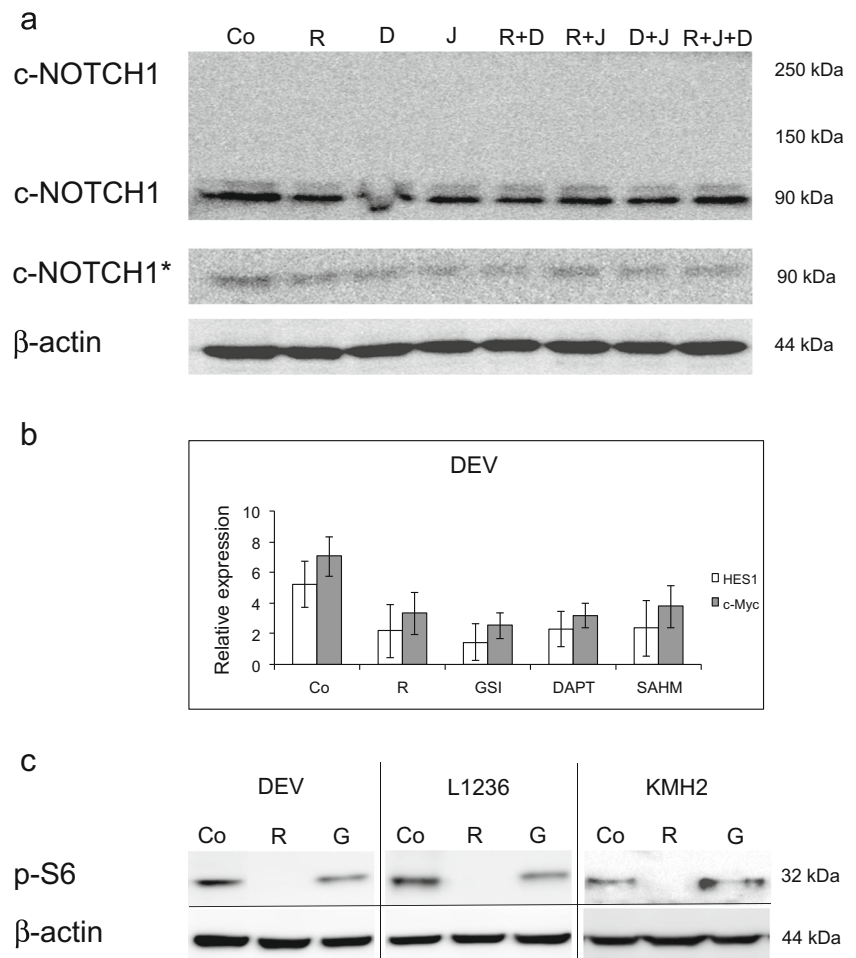 a
Co R D J R+D R+J D+J R+J+D
c-NOTCH1 250 kDa
150 kDa
c-NOTCH1 90 kDa
c-NOTCH1* 90 kDa
β-actin 44 kDa
b
DEV
Relative expression
10
8
6
4
2
0
HES1
c-Myc
Co R GSI DAPT SAHM
c
DEV L1236 KMH2
Co R G Co R G Co R G
p-S6 32 kDa
β-actin 44 kDa